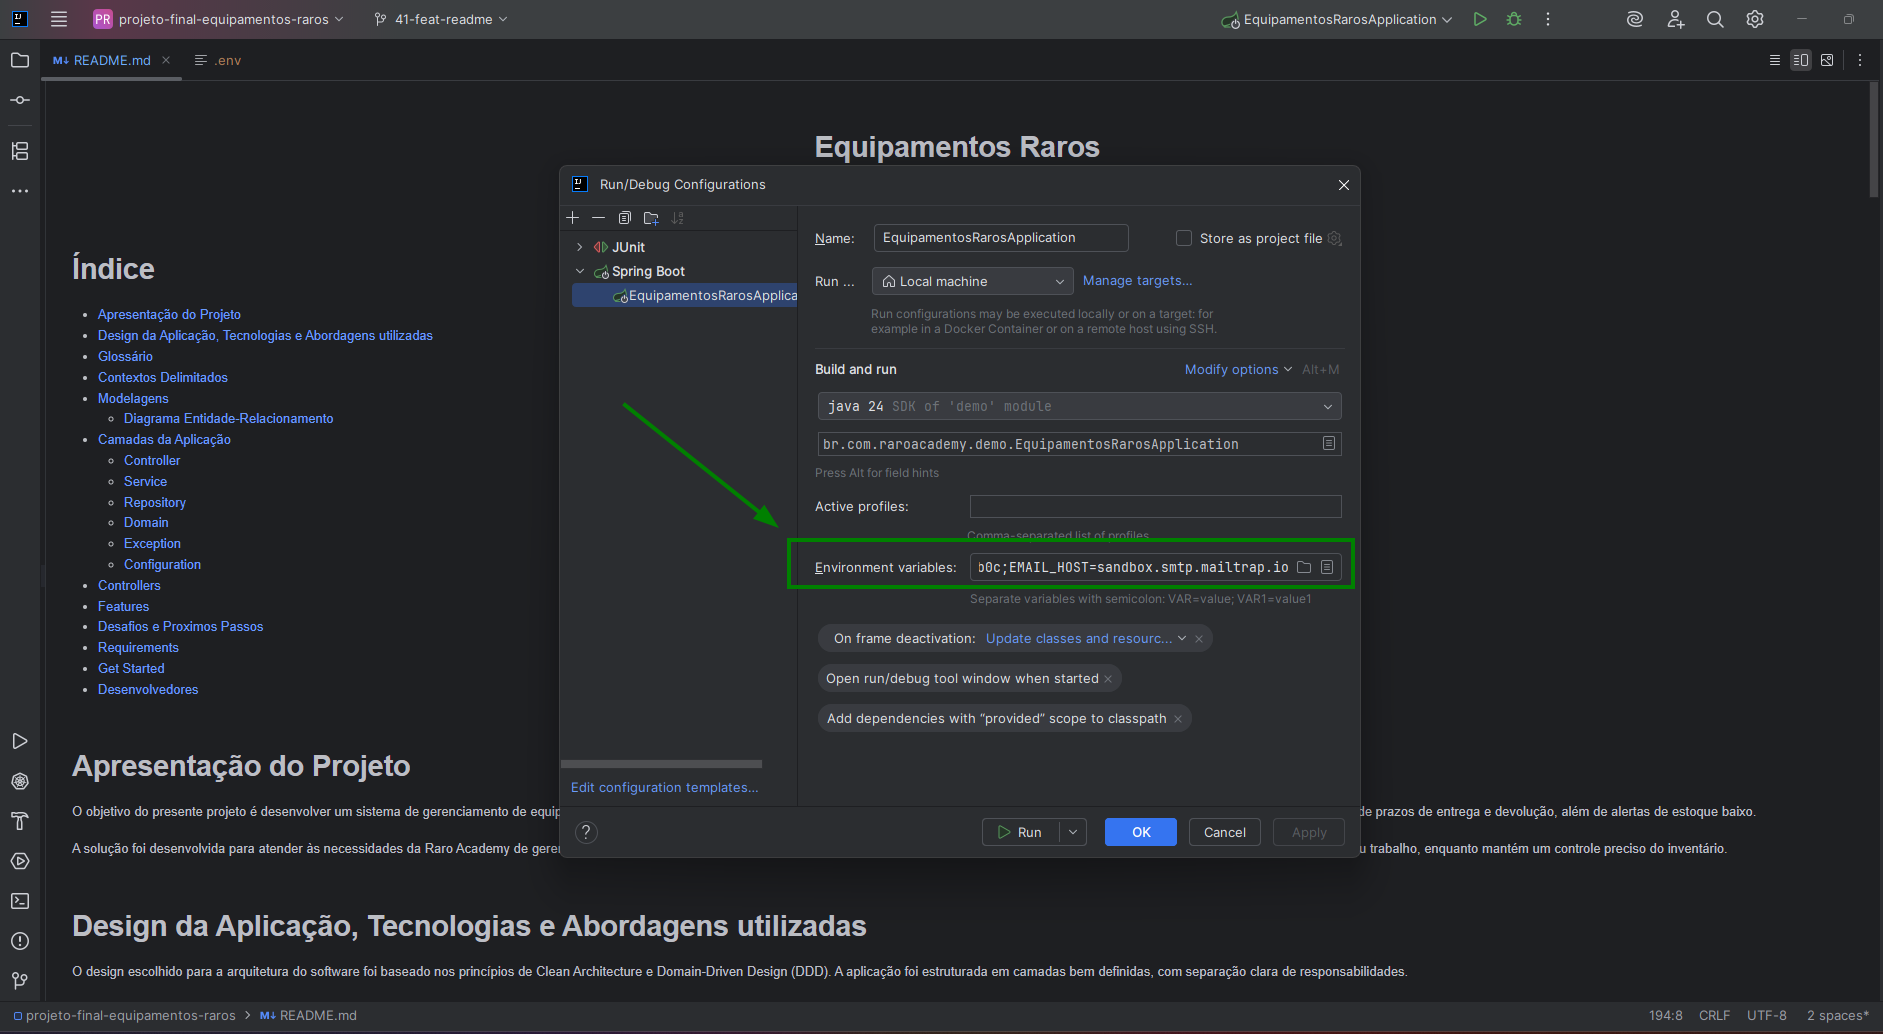 PR projeto-final-equipamentos-raros 41-feat-readme EquipamentosRarosApplication
M↓ README.md .env
Equipamentos Raros
Índice
Apresentação do Projeto
Design da Aplicação, Tecnologias e Abordagens utilizadas
Glossário
Contextos Delimitados
Modelagens
Diagrama Entidade-Relacionamento
Camadas da Aplicação
Controller
Service
Repository
Domain
Exception
Configuration
Controllers
Features
Desafios e Proximos Passos
Requirements
Get Started
Desenvolvedores
Apresentação do Projeto
O objetivo do presente projeto é desenvolver um sistema de gerenciamento de equip
de prazos de entrega e devolução, além de alertas de estoque baixo.
A solução foi desenvolvida para atender às necessidades da Raro Academy de gere
u trabalho, enquanto mantém um controle preciso do inventário.
Design da Aplicação, Tecnologias e Abordagens utilizadas
O design escolhido para a arquitetura do software foi baseado nos princípios de Clean Architecture e Domain-Driven Design (DDD). A aplicação foi estruturada em camadas bem definidas, com separação clara de responsabilidades.
Run/Debug Configurations
JUnit
Spring Boot
EquipamentosRarosApplica
Edit configuration templates...
Name: EquipamentosRarosApplication Store as project file
Run ... Local machine Manage targets...
Run configurations may be executed locally or on a target: for
example in a Docker Container or on a remote host using SSH.
Build and run Modify options Alt+M
java 24 SDK of 'demo' module
br.com.raroacademy.demo.EquipamentosRarosApplication
Press Alt for field hints
Active profiles:
Comma-separated list of profiles
Environment variables: b0c;EMAIL_HOST=sandbox.smtp.mailtrap.io
Separate variables with semicolon: VAR=value; VAR1=value1
On frame deactivation: Update classes and resourc...
Open run/debug tool window when started
Add dependencies with “provided” scope to classpath
? Run OK Cancel Apply
projeto-final-equipamentos-raros > M↓ README.md 194:8 CRLF UTF-8 2 spaces*